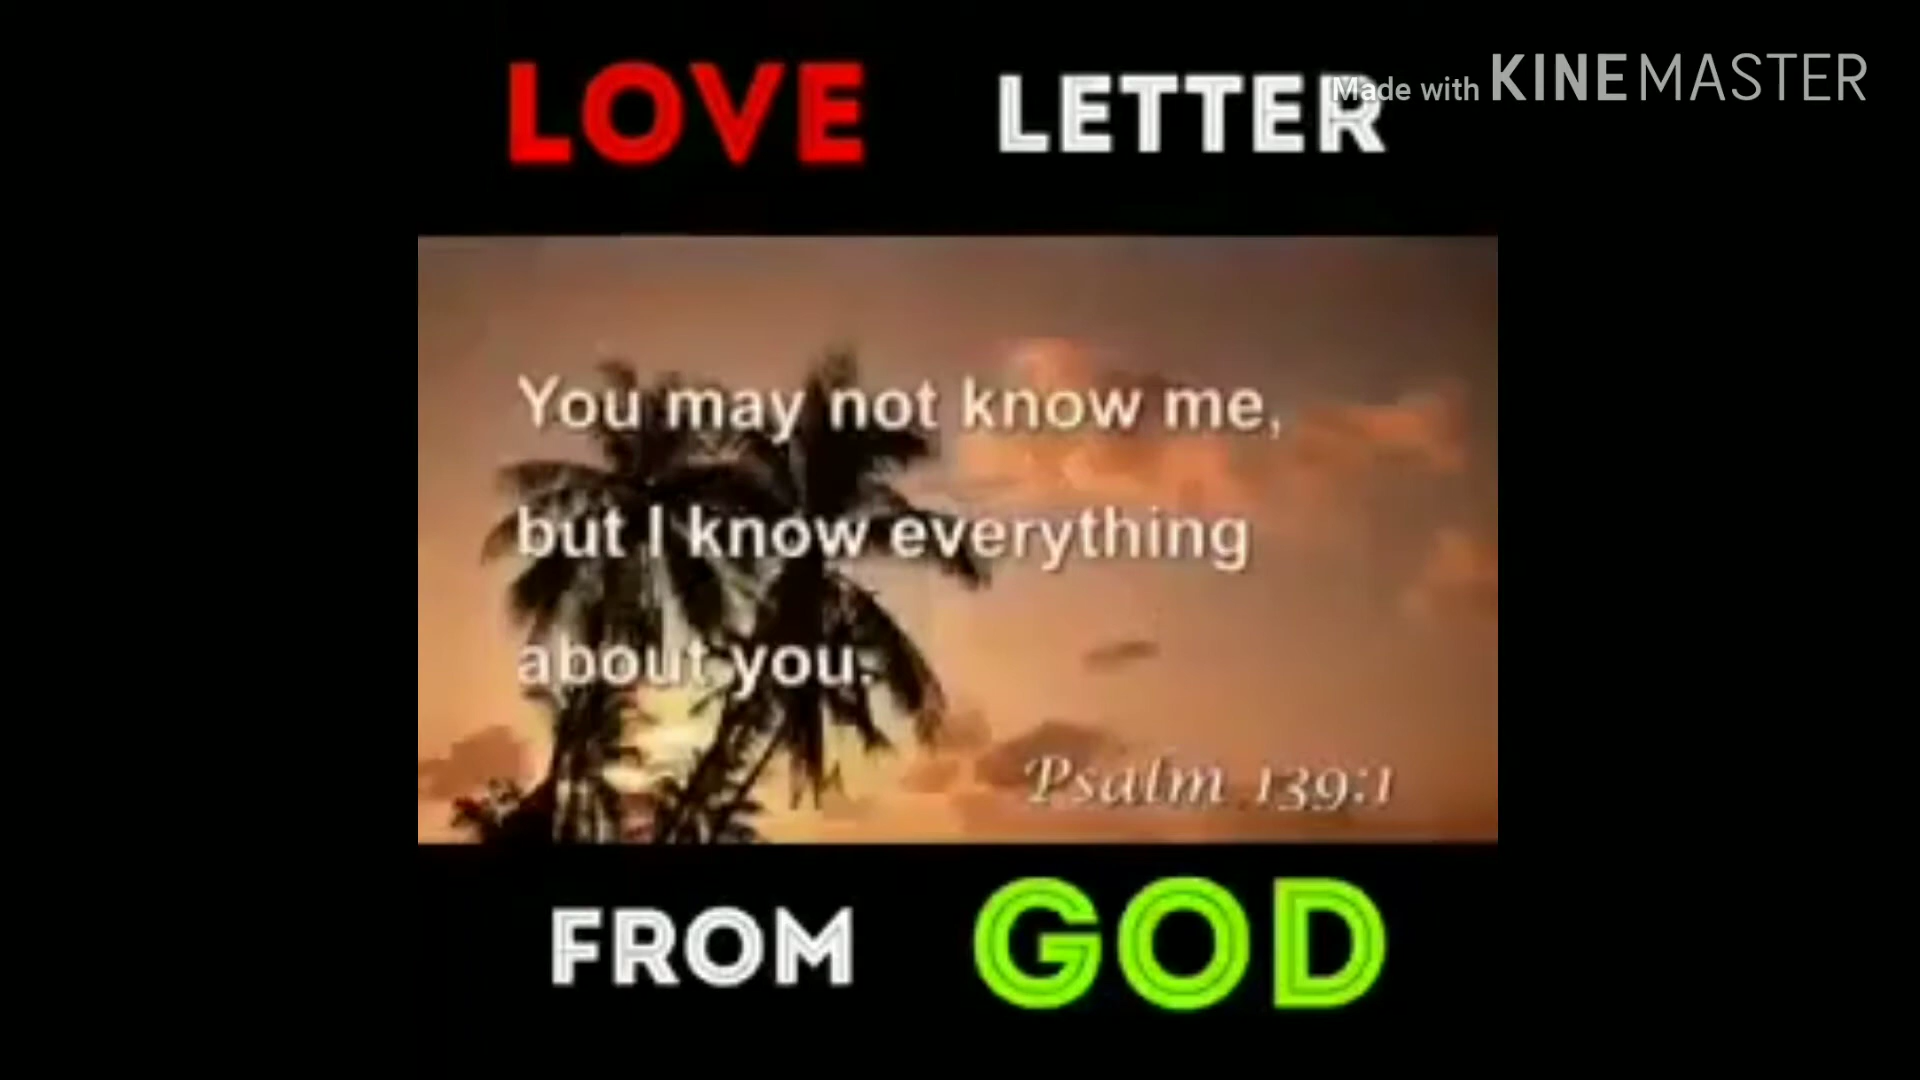 LOVE LETTER
Made with KINEMASTER
You may not know me,
but I know everything
about you.
Psalm 139:1
FROM GOD